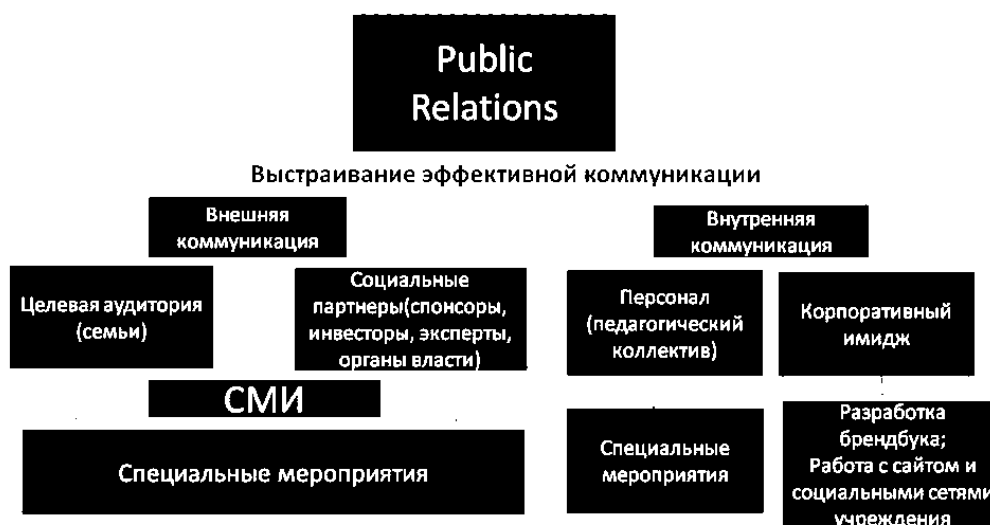 Public
Relations
Выстраивание эффективной коммуникации
Внешняя
коммуникация
Внутренняя
коммуникация
Целевая аудитория
(семьи)
Социальные
партнеры(спонсоры,
инвесторы, эксперты,
органы власти)
Персонал
(педагогический
коллектив)
Корпоративный
имидж
СМИ
Специальные мероприятия
Специальные
мероприятия
Разработка
брендбука;
Работа с сайтом и
социальными сетями
учреждения